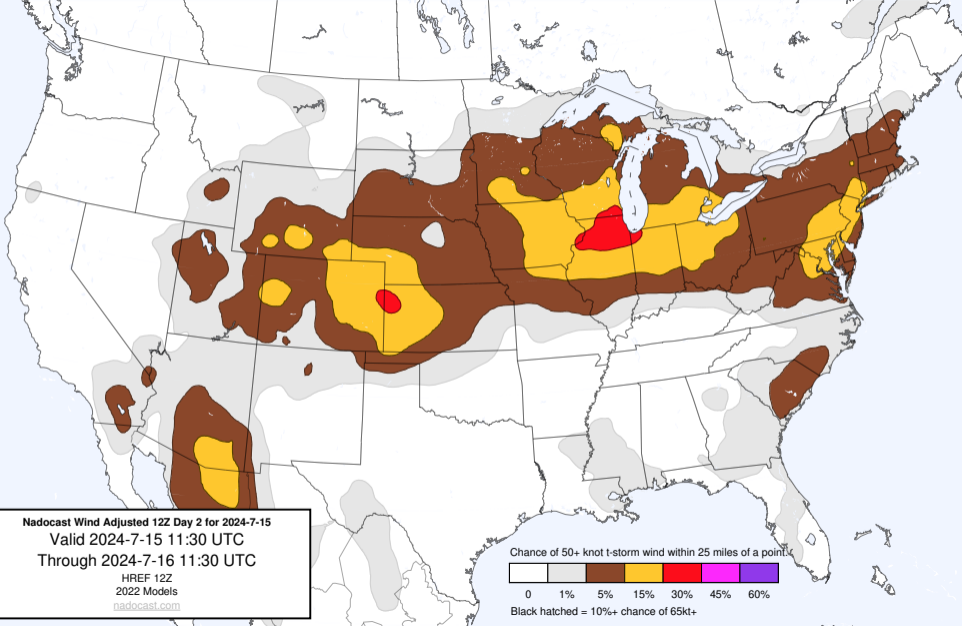 Nadocast Wind Adjusted 12Z Day 2 for 2024-7-15
Valid 2024-7-15 11:30 UTC
Through 2024-7-16 11:30 UTC
HREF 12Z
2022 Models
nadocast.com
Chance of 50+ knot t-storm wind within 25 miles of a point.
0 1% 5% 15% 30% 45% 60%
Black hatched = 10%+ chance of 65kt+